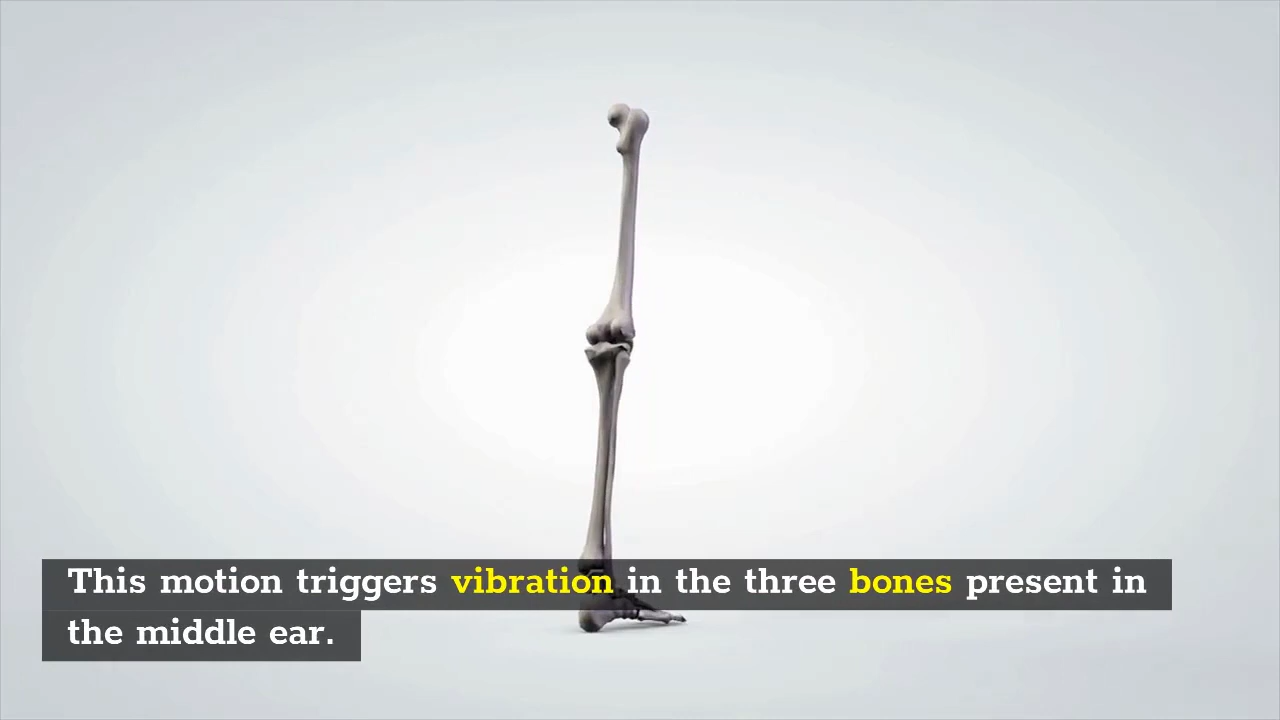 This motion triggers vibration in the three bones present in
the middle ear.